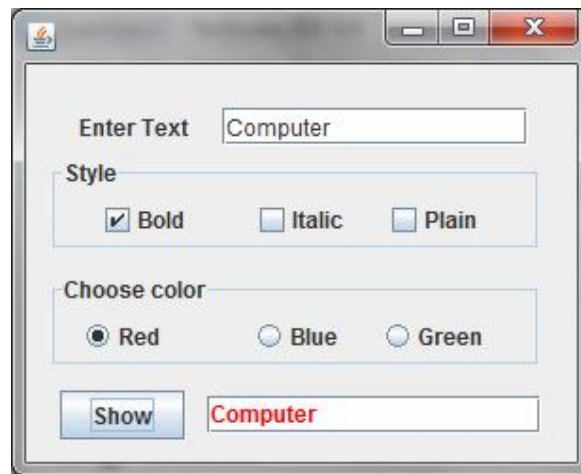 Enter Text Computer
Style
Bold Italic Plain
Choose color
Red Blue Green
Show Computer